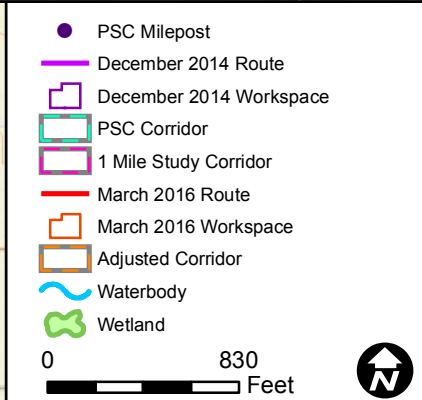 PSC Milepost
December 2014 Route
December 2014 Workspace
PSC Corridor
1 Mile Study Corridor
March 2016 Route
March 2016 Workspace
Adjusted Corridor
Waterbody
Wetland
0 830
Feet
N